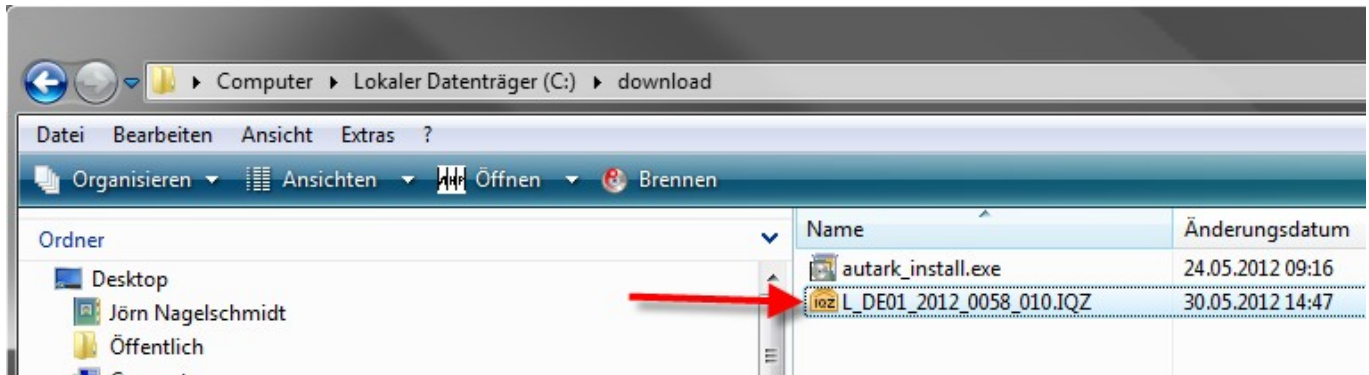 Computer ▸ Lokaler Datenträger (C:) ▸ download
Datei Bearbeiten Ansicht Extras ?
Organisieren Ansichten Öffnen Brennen
Ordner
Desktop
Jörn Nagelschmidt
Öffentlich
Name Änderungsdatum
autark_install.exe 24.05.2012 09:16
L_DE01_2012_0058_010.IQZ 30.05.2012 14:47